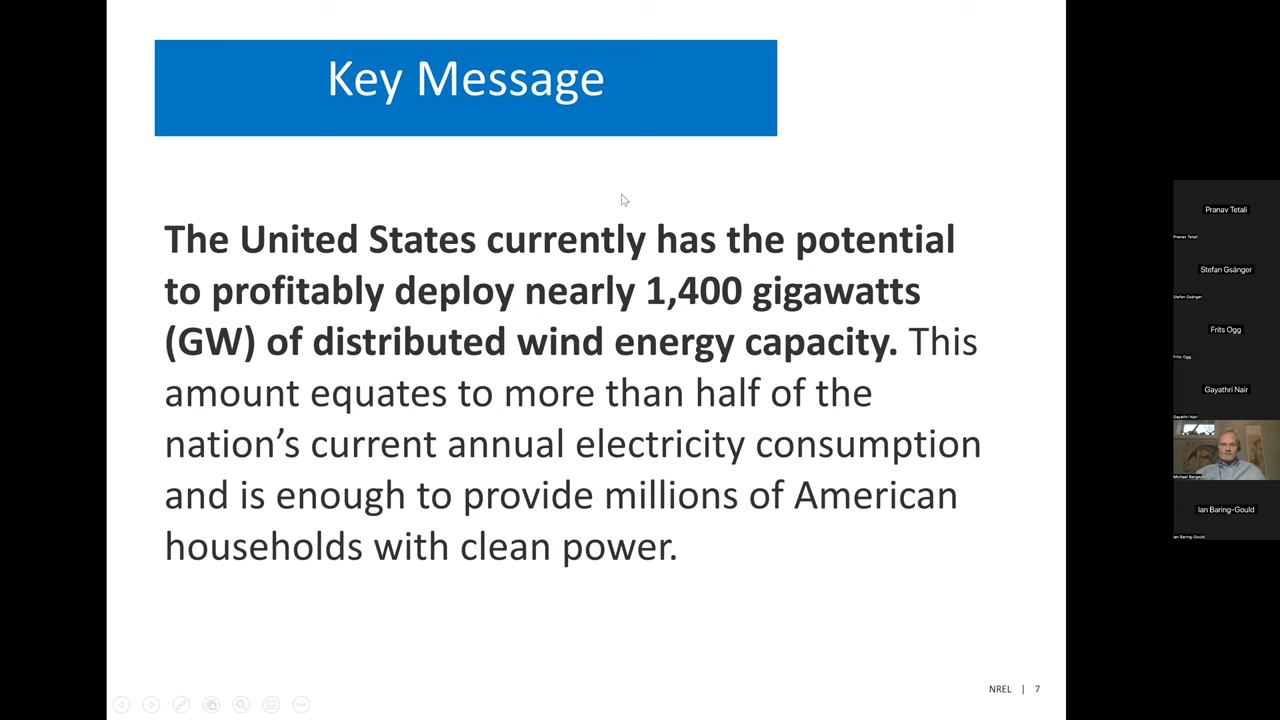 Key Message
The United States currently has the potential
to profitably deploy nearly 1,400 gigawatts
(GW) of distributed wind energy capacity. This
amount equates to more than half of the
nation’s current annual electricity consumption
and is enough to provide millions of American
households with clean power.
NREL | 7
Pranav Tetali
Pranav Tetali
Stefan Gsänger
Stefan Gsänger
Frits Ogg
Frits Ogg
Gayathri Nair
Gayathri Nair
Ian Baring-Gould
Ian Baring-Gould